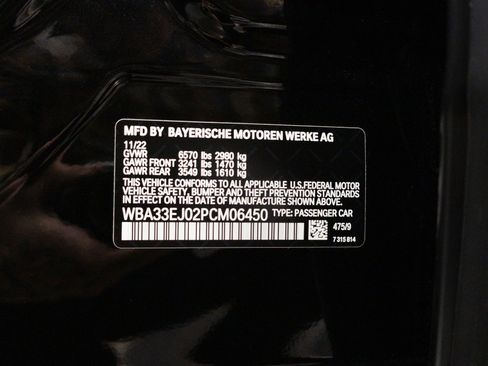 MFD BY BAYERISCHE MOTOREN WERKE AG
11/22
GVWR 6570 lbs 2980 kg
GAWR FRONT 3241 lbs 1470 kg
GAWR REAR 3549 lbs 1610 kg
THIS VEHICLE CONFORMS TO ALL APPLICABLE U.S.FEDERAL MOTOR
VEHICLE SAFETY, BUMPER AND THEFT PREVENTION STANDARDS
IN EFFECT ON THE DATE OF MANUFACTURE SHOWN ABOVE.
WBA33EJ02PCM06450 TYPE: PASSENGER CAR
475/9
7 315 814